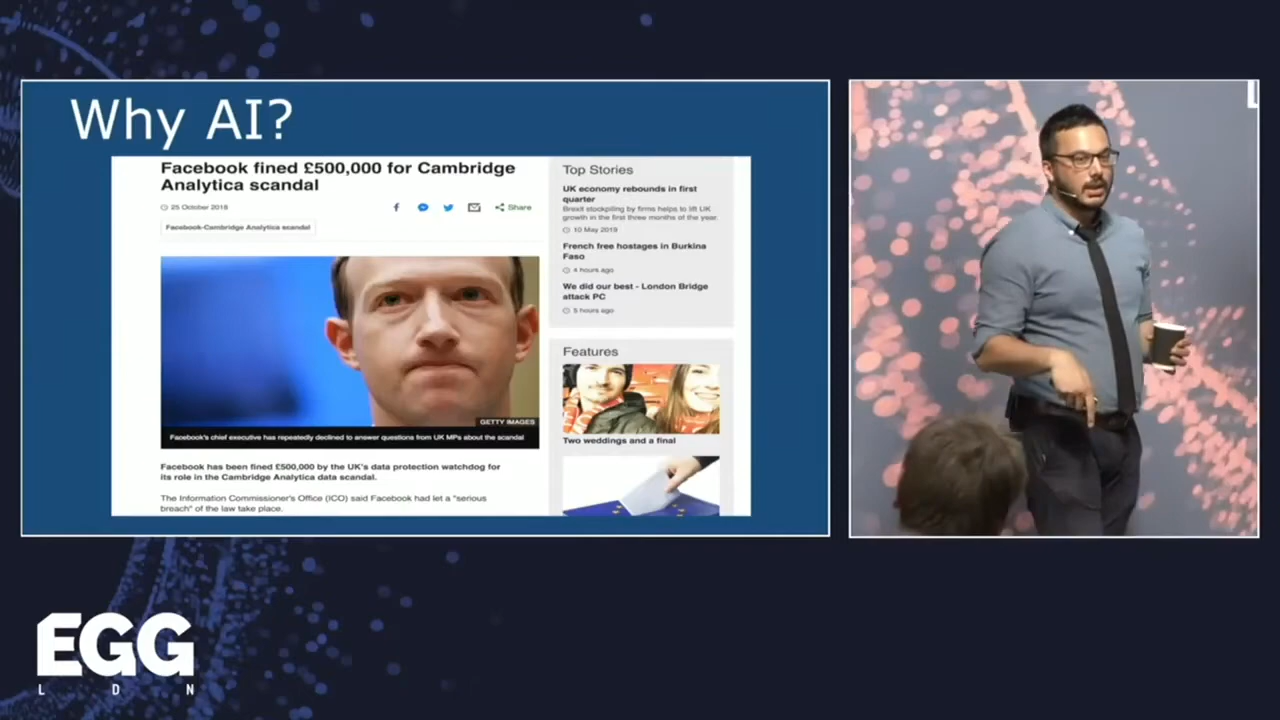 Why AI?
Facebook fined £500,000 for Cambridge
Analytica scandal
25 October 2018
Share
Facebook-Cambridge Analytica scandal
GETTY IMAGES
Facebook's chief executive has repeatedly declined to answer questions from UK MPs about the scandal
Facebook has been fined £500,000 by the UK's data protection watchdog for
its role in the Cambridge Analytica data scandal.
The Information Commissioner's Office (ICO) said Facebook had let a "serious
breach" of the law take place.
Top Stories
UK economy rebounds in first
quarter
Brexit stockpiling by firms helps to lift UK
growth in the first three months of the year.
10 May 2019
French free hostages in Burkina
Faso
4 hours ago
We did our best - London Bridge
attack PC
5 hours ago
Features
Two weddings and a final
EGG
LDN